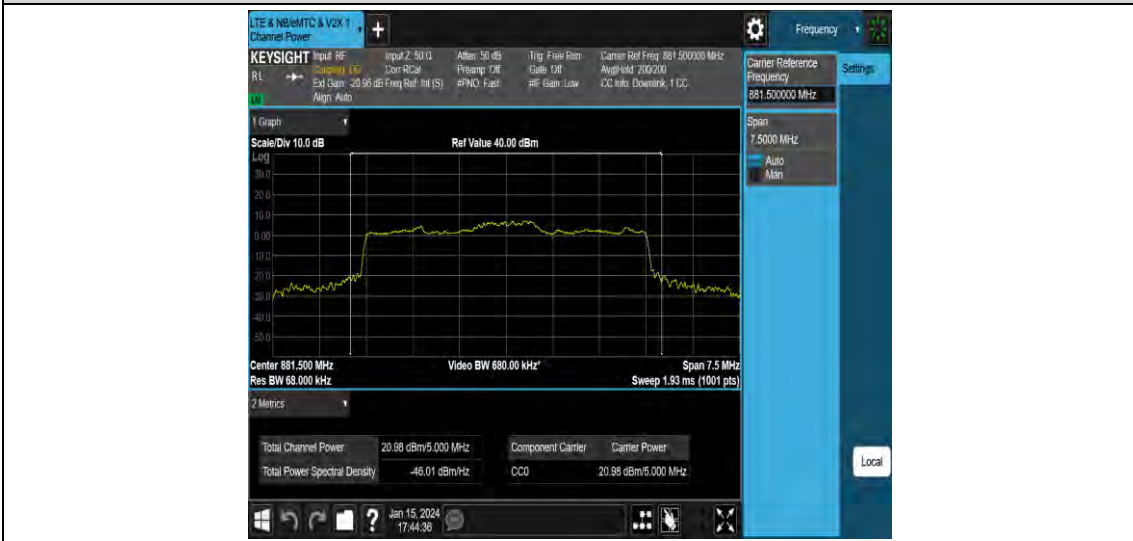 LTE & NB/eMTC & V2X 1
Channel Power
+
Frequency
KEYSIGHT
RL
Input: RF
Ext Gain: -20.96 dB
Align: Auto
Input Z: 50 Ω
Corr RCal
Freq Ref: Int (S)
Atten: 50 dB
Preamp: Off
#PNO: Fast
Trig: Free Run
Gate: Off
#IF Gain: Low
Carrier Ref Freq: 881.500000 MHz
Avg|Hold: 200/200
CC Info: Downlink, 1 CC
Carrier Reference
Frequency
881.500000 MHz
Settings
Span
7.5000 MHz
Auto
Man
1 Graph
Scale/Div 10.0 dB
Ref Value 40.00 dBm
Log
30.0
20.0
10.0
0.00
-10.0
-20.0
-30.0
-40.0
-50.0
Center 881.500 MHz
Video BW 680.00 kHz*
Span 7.5 MHz
Res BW 68.000 kHz
Sweep 1.93 ms (1001 pts)
2 Metrics
Total Channel Power 20.98 dBm/5.000 MHz
Total Power Spectral Density -46.01 dBm/Hz
Component Carrier Carrier Power
CC0 20.98 dBm/5.000 MHz
Local
?
Jan 15, 2024
17:44:36